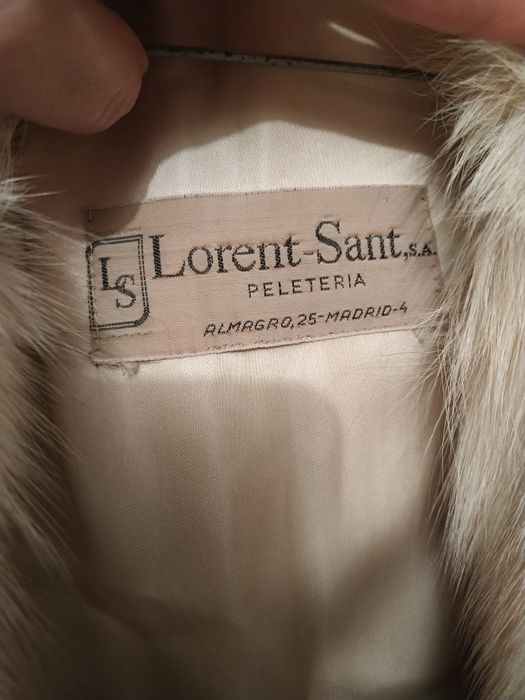 LS
Lorent-Sant, S.A.
PELETERIA
ALMAGRO, 25-MADRID-4